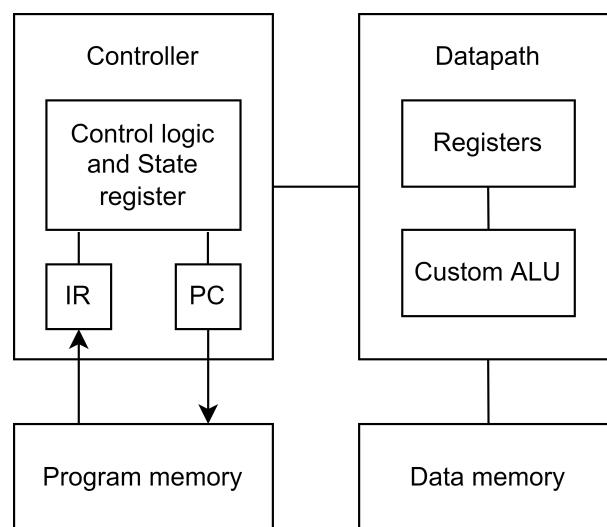 Controller
Control logic
and State
register
IR
PC
Program memory
Datapath
Registers
Custom ALU
Data memory